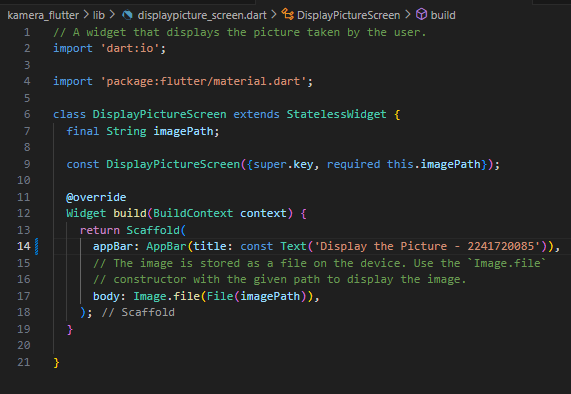 kamera_flutter > lib > displaypicture_screen.dart > DisplayPictureScreen > build
1 // A widget that displays the picture taken by the user.
2 import 'dart:io';
3
4 import 'package:flutter/material.dart';
5
6 class DisplayPictureScreen extends StatelessWidget {
7   final String imagePath;
8
9   const DisplayPictureScreen({super.key, required this.imagePath});
10
11   @override
12   Widget build(BuildContext context) {
13     return Scaffold(
14       appBar: AppBar(title: const Text('Display the Picture - 2241720085')),
15       // The image is stored as a file on the device. Use the `Image.file`
16       // constructor with the given path to display the image.
17       body: Image.file(File(imagePath)),
18     ); // Scaffold
19   }
20
21 }